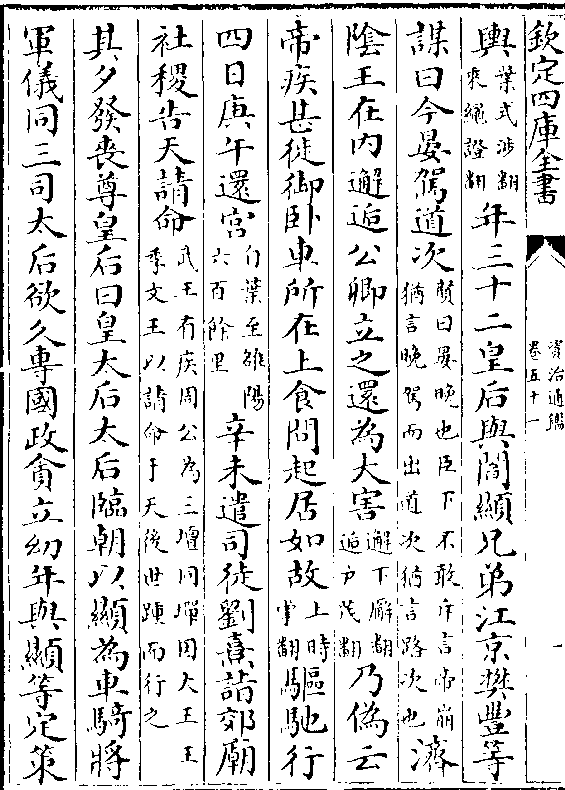 欽定四庫全書
資治通鑑
卷五十一
輿葉式涉翻
乘繩證翻年三十二皇后與閻顯兄弟江京樊豐等
謀曰今晏駕道次賢曰晏晚也臣下不敢斥言帝崩
猶言晚駕而出道次猶言路次也濟
陰王在内邂逅公卿立之還為大害邂下廨翻
逅戸茂翻乃偽云
帝疾甚徙御卧車所在上食問起居如故上時
掌翻驅馳行
四日庚午還宫自葉至雒陽
六百餘里辛未遣司徒劉熹詣郊廟
社稷告天請命武王有疾周公為三壇同墠因大王王
季文王以請命于天後世踵而行之
其夕發喪尊皇后曰皇太后太后臨朝以顯為車騎將
軍儀同三司太后欲久專國政貪立幼年與顯等定策